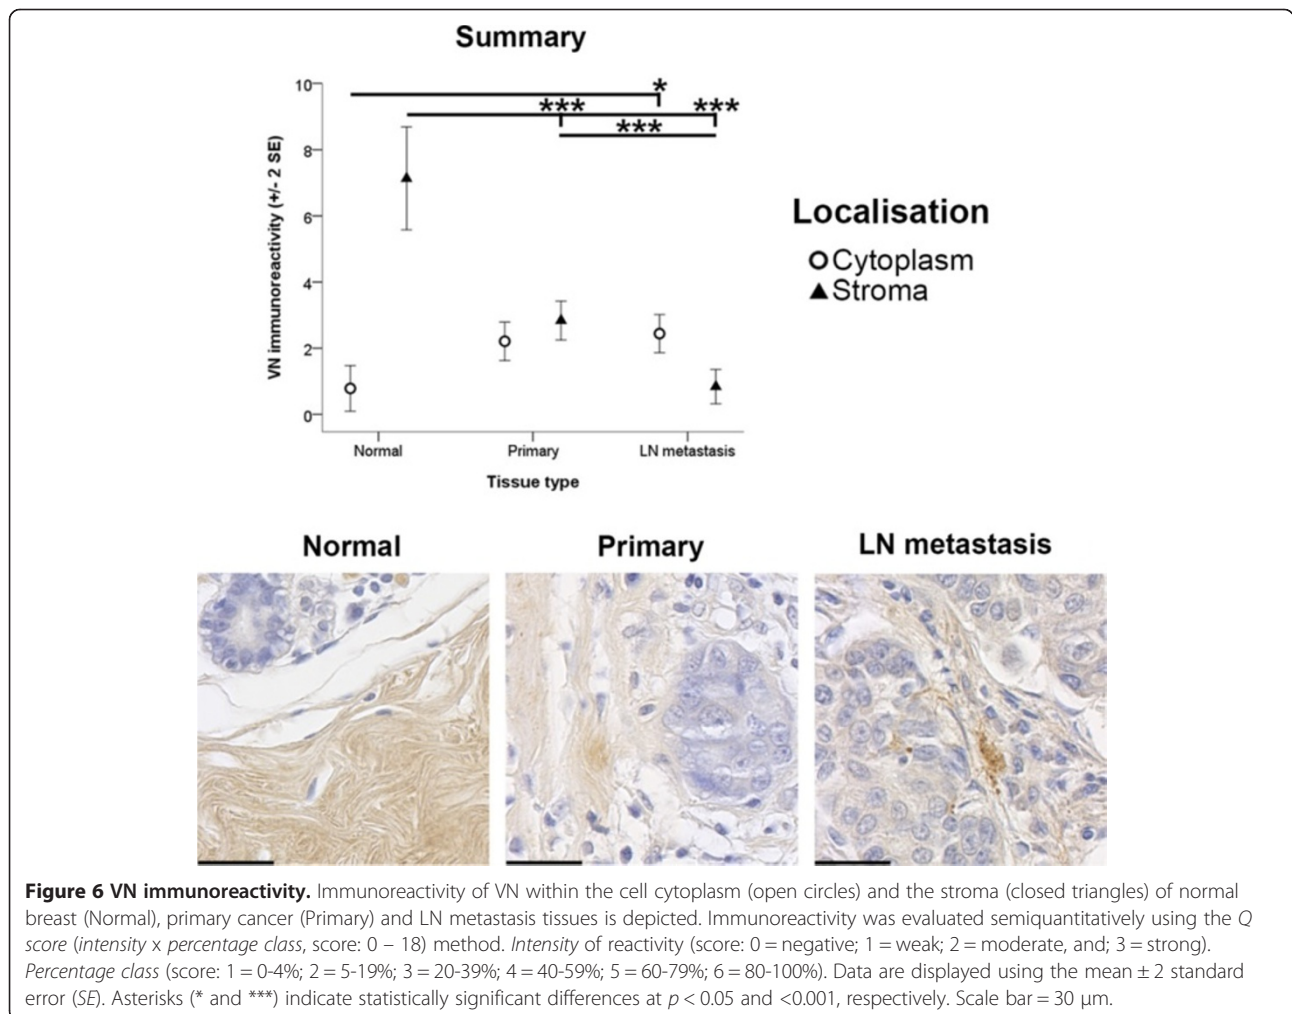 Summary
10
8
6
4
2
0
VN immunoreactivity (+/- 2 SE)
*
*** ***
***
Normal Primary LN metastasis
Tissue type
Localisation
Cytoplasm
Stroma
Normal Primary LN metastasis
Figure 6 VN immunoreactivity. Immunoreactivity of VN within the cell cytoplasm (open circles) and the stroma (closed triangles) of normal
breast (Normal), primary cancer (Primary) and LN metastasis tissues is depicted. Immunoreactivity was evaluated semiquantitatively using the Q
score (intensity x percentage class, score: 0 – 18) method. Intensity of reactivity (score: 0 = negative; 1 = weak; 2 = moderate, and; 3 = strong).
Percentage class (score: 1 = 0-4%; 2 = 5-19%; 3 = 20-39%; 4 = 40-59%; 5 = 60-79%; 6 = 80-100%). Data are displayed using the mean ± 2 standard
error (SE). Asterisks (* and ***) indicate statistically significant differences at p < 0.05 and <0.001, respectively. Scale bar = 30 μm.